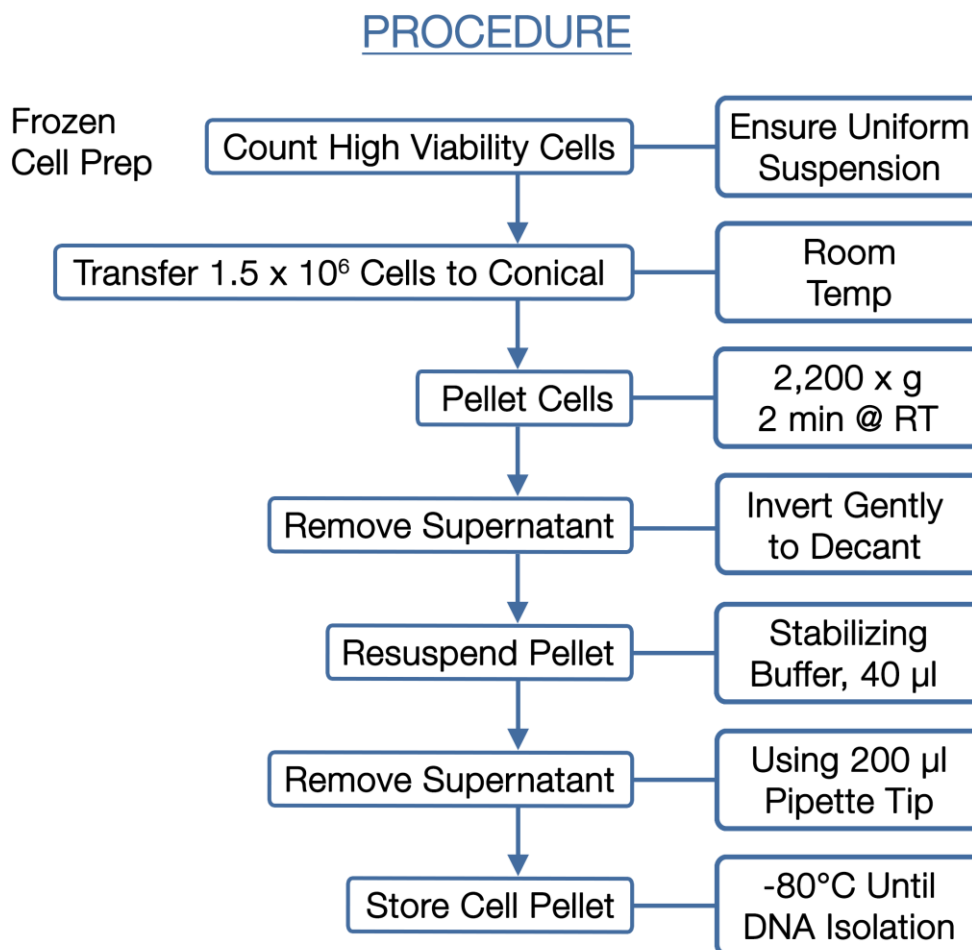 PROCEDURE
Frozen
Cell Prep
Count High Viability Cells
Ensure Uniform
Suspension
Transfer 1.5 x 10⁶ Cells to Conical
Room
Temp
Pellet Cells
2,200 x g
2 min @ RT
Remove Supernatant
Invert Gently
to Decant
Resuspend Pellet
Stabilizing
Buffer, 40 µl
Remove Supernatant
Using 200 µl
Pipette Tip
Store Cell Pellet
-80°C Until
DNA Isolation